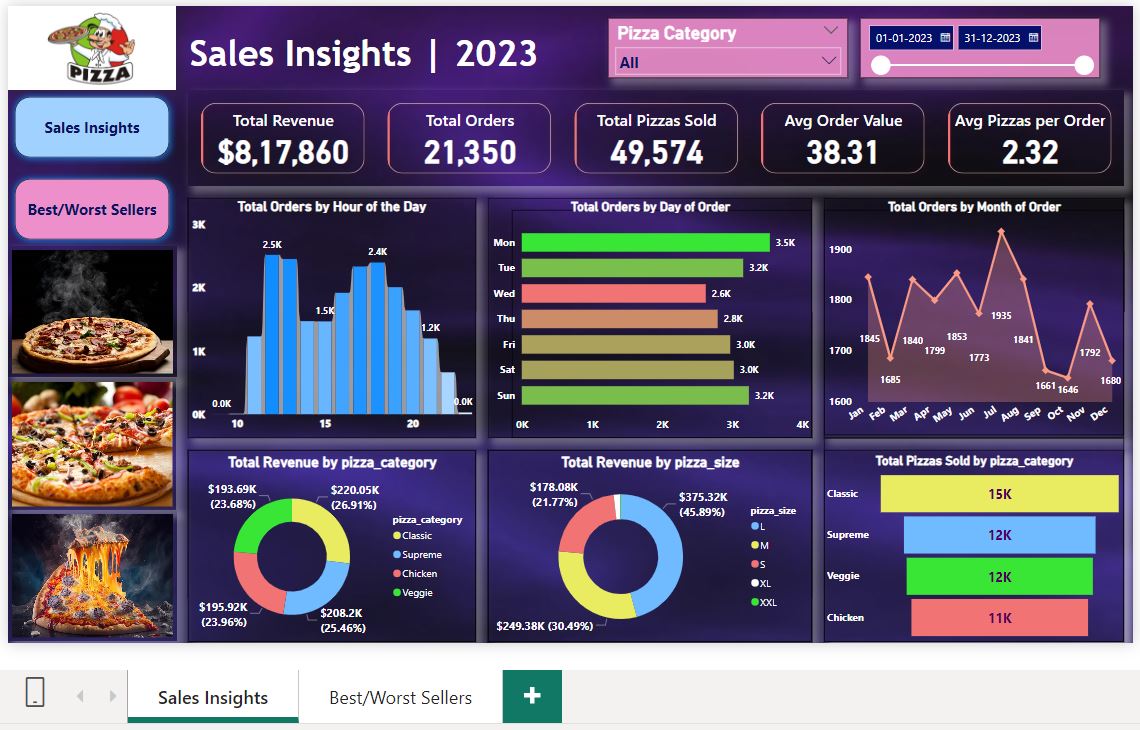 PIZZA
Sales Insights | 2023
Pizza Category
All
01-01-2023
31-12-2023
Sales Insights
Best/Worst Sellers
Total Revenue
$8,17,860
Total Orders
21,350
Total Pizzas Sold
49,574
Avg Order Value
38.31
Avg Pizzas per Order
2.32
Total Orders by Hour of the Day
3K
2K
1K
0K
0.0K
2.5K
1.5K
2.4K
1.2K
0.0K
10
15
20
Total Orders by Day of Order
Mon
3.5K
Tue
3.2K
Wed
2.6K
Thu
2.8K
Fri
3.0K
Sat
3.0K
Sun
3.2K
0K
1K
2K
3K
4K
Total Orders by Month of Order
1900
1800
1700
1600
1845
1685
1840
1799
1853
1773
1935
1841
1661
1646
1792
1680
Jan
Feb
Mar
Apr
May
Jun
Jul
Aug
Sep
Oct
Nov
Dec
Total Revenue by pizza_category
$193.69K
(23.68%)
$220.05K
(26.91%)
$195.92K
(23.96%)
$208.2K
(25.46%)
pizza_category
Classic
Supreme
Chicken
Veggie
Total Revenue by pizza_size
$178.08K
(21.77%)
$375.32K
(45.89%)
$249.38K (30.49%)
pizza_size
L
M
S
XL
XXL
Total Pizzas Sold by pizza_category
Classic
15K
Supreme
12K
Veggie
12K
Chicken
11K
Sales Insights
Best/Worst Sellers
+